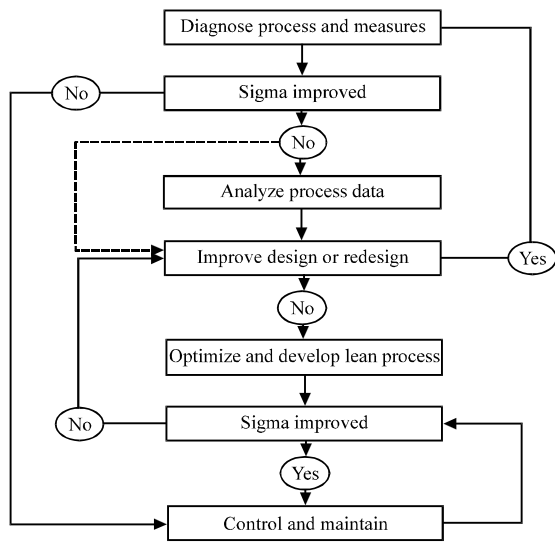 Diagnose process and measures
No
Sigma improved
No
Analyze process data
Improve design or redesign
Yes
No
Optimize and develop lean process
No
Sigma improved
Yes
Control and maintain